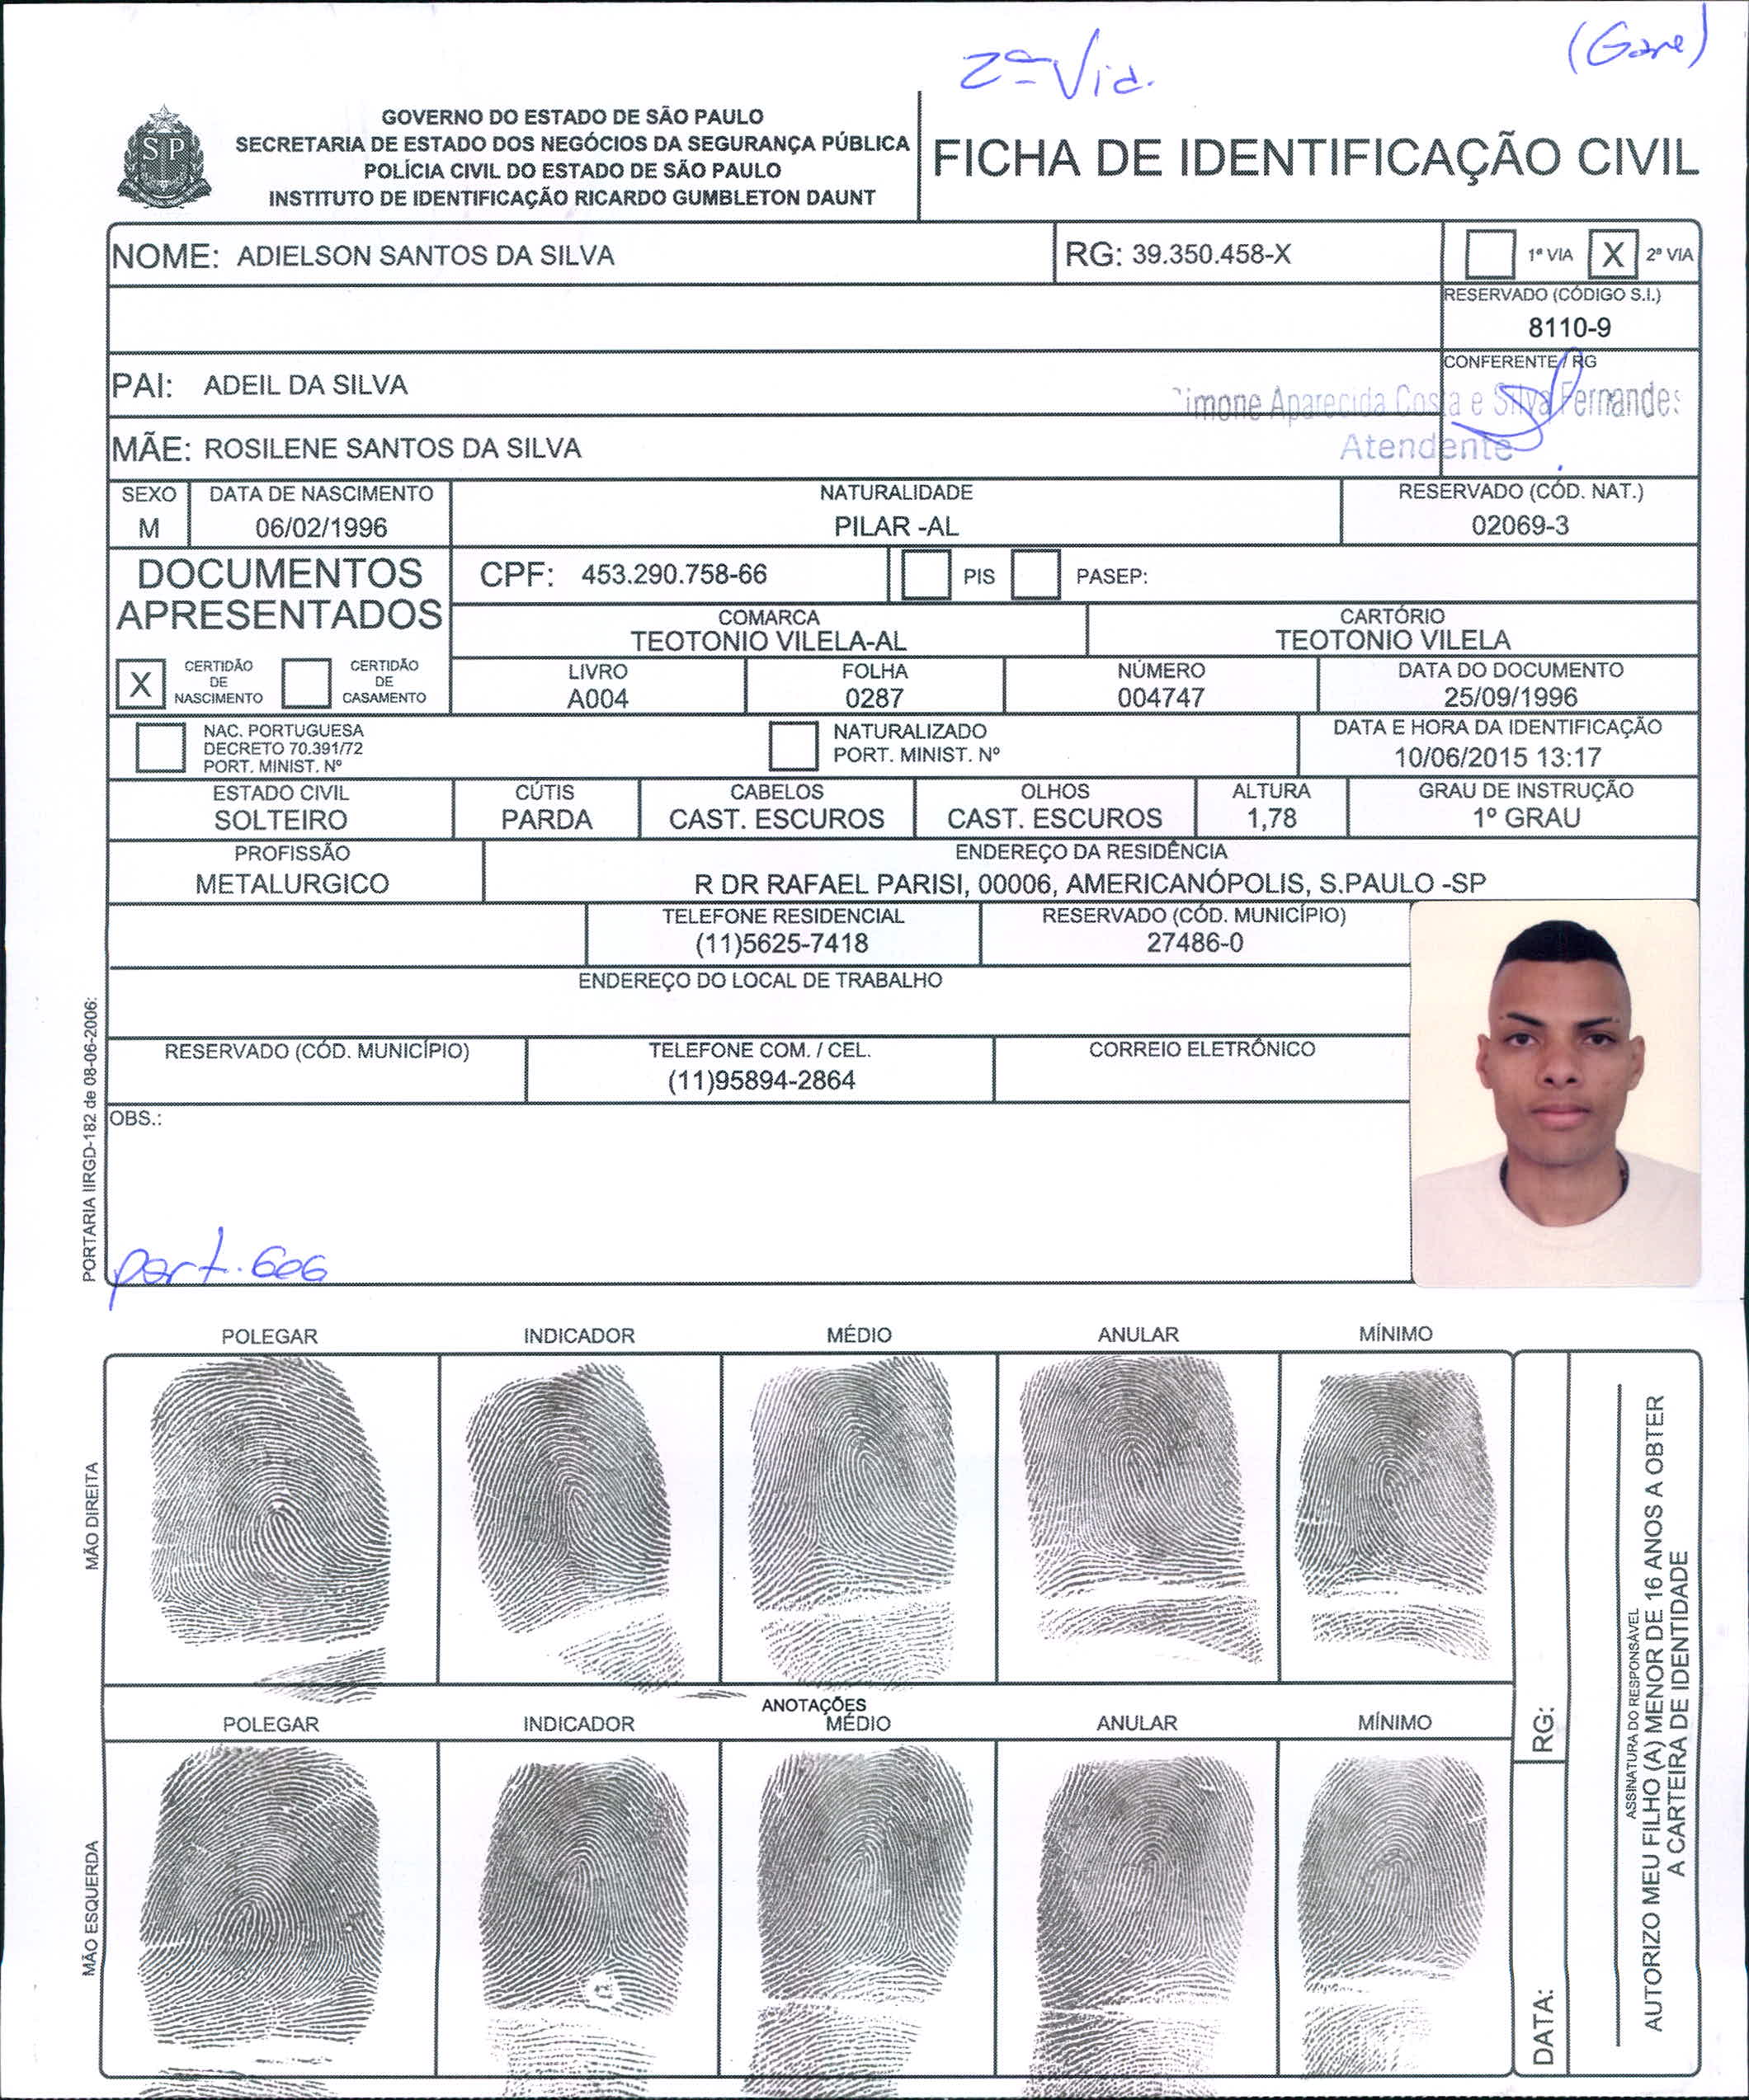 2ª Via.
(Gare)
GOVERNO DO ESTADO DE SÃO PAULO
SECRETARIA DE ESTADO DOS NEGÓCIOS DA SEGURANÇA PÚBLICA
POLÍCIA CIVIL DO ESTADO DE SÃO PAULO
INSTITUTO DE IDENTIFICAÇÃO RICARDO GUMBLETON DAUNT
SP
FICHA DE IDENTIFICAÇÃO CIVIL
NOME: ADIELSON SANTOS DA SILVA
RG: 39.350.458-X
1ª VIA X 2ª VIA
RESERVADO (CÓDIGO S.I.)
8110-9
PAI: ADEIL DA SILVA
CONFERENTE / RG
Simone Aparecida Costa e Silva Fernandes
Atendente
MÃE: ROSILENE SANTOS DA SILVA
SEXO
M
DATA DE NASCIMENTO
06/02/1996
NATURALIDADE
PILAR -AL
RESERVADO (CÓD. NAT.)
02069-3
DOCUMENTOS
APRESENTADOS
CPF: 453.290.758-66
PIS
PASEP:
COMARCA
TEOTONIO VILELA-AL
CARTÓRIO
TEOTONIO VILELA
X
CERTIDÃO
DE
NASCIMENTO
CERTIDÃO
DE
CASAMENTO
LIVRO
A004
FOLHA
0287
NÚMERO
004747
DATA DO DOCUMENTO
25/09/1996
NAC. PORTUGUESA
DECRETO 70.391/72
PORT. MINIST. Nº
NATURALIZADO
PORT. MINIST. Nº
DATA E HORA DA IDENTIFICAÇÃO
10/06/2015 13:17
ESTADO CIVIL
SOLTEIRO
CÚTIS
PARDA
CABELOS
CAST. ESCUROS
OLHOS
CAST. ESCUROS
ALTURA
1,78
GRAU DE INSTRUÇÃO
1º GRAU
PROFISSÃO
METALURGICO
ENDEREÇO DA RESIDÊNCIA
R DR RAFAEL PARISI, 00006, AMERICANÓPOLIS, S.PAULO -SP
TELEFONE RESIDENCIAL
(11)5625-7418
RESERVADO (CÓD. MUNICÍPIO)
27486-0
ENDEREÇO DO LOCAL DE TRABALHO
RESERVADO (CÓD. MUNICÍPIO)
TELEFONE COM. / CEL.
(11)95894-2864
CORREIO ELETRÔNICO
OBS.:
port. 606
PORTARIA IIRGD-182 de 08-06-2006:
POLEGAR INDICADOR MÉDIO ANULAR MÍNIMO
MÃO DIREITA
ANOTAÇÕES
POLEGAR INDICADOR MÉDIO ANULAR MÍNIMO
MÃO ESQUERDA
RG:
DATA:
ASSINATURA DO RESPONSÁVEL
AUTORIZO MEU FILHO (A) MENOR DE 16 ANOS A OBTER
A CARTEIRA DE IDENTIDADE